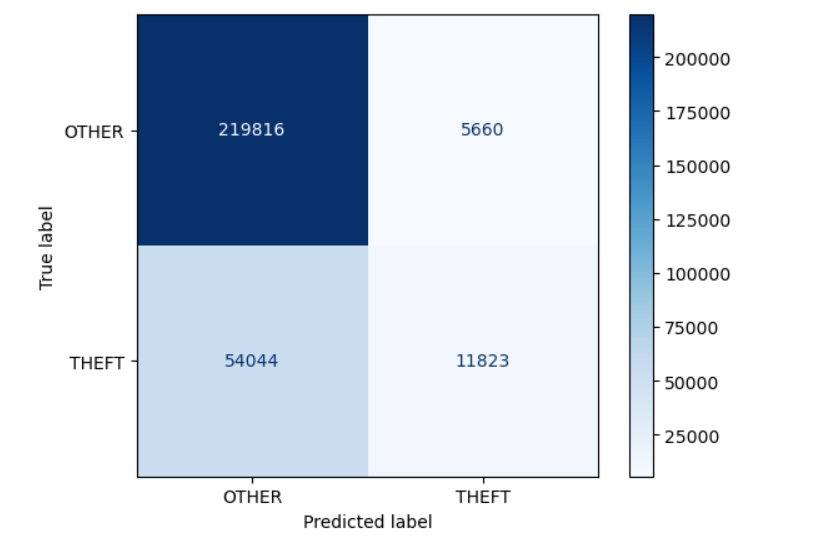 OTHER
219816
5660
THEFT
54044
11823
OTHER
THEFT
True label
Predicted label
200000
175000
150000
125000
100000
75000
50000
25000